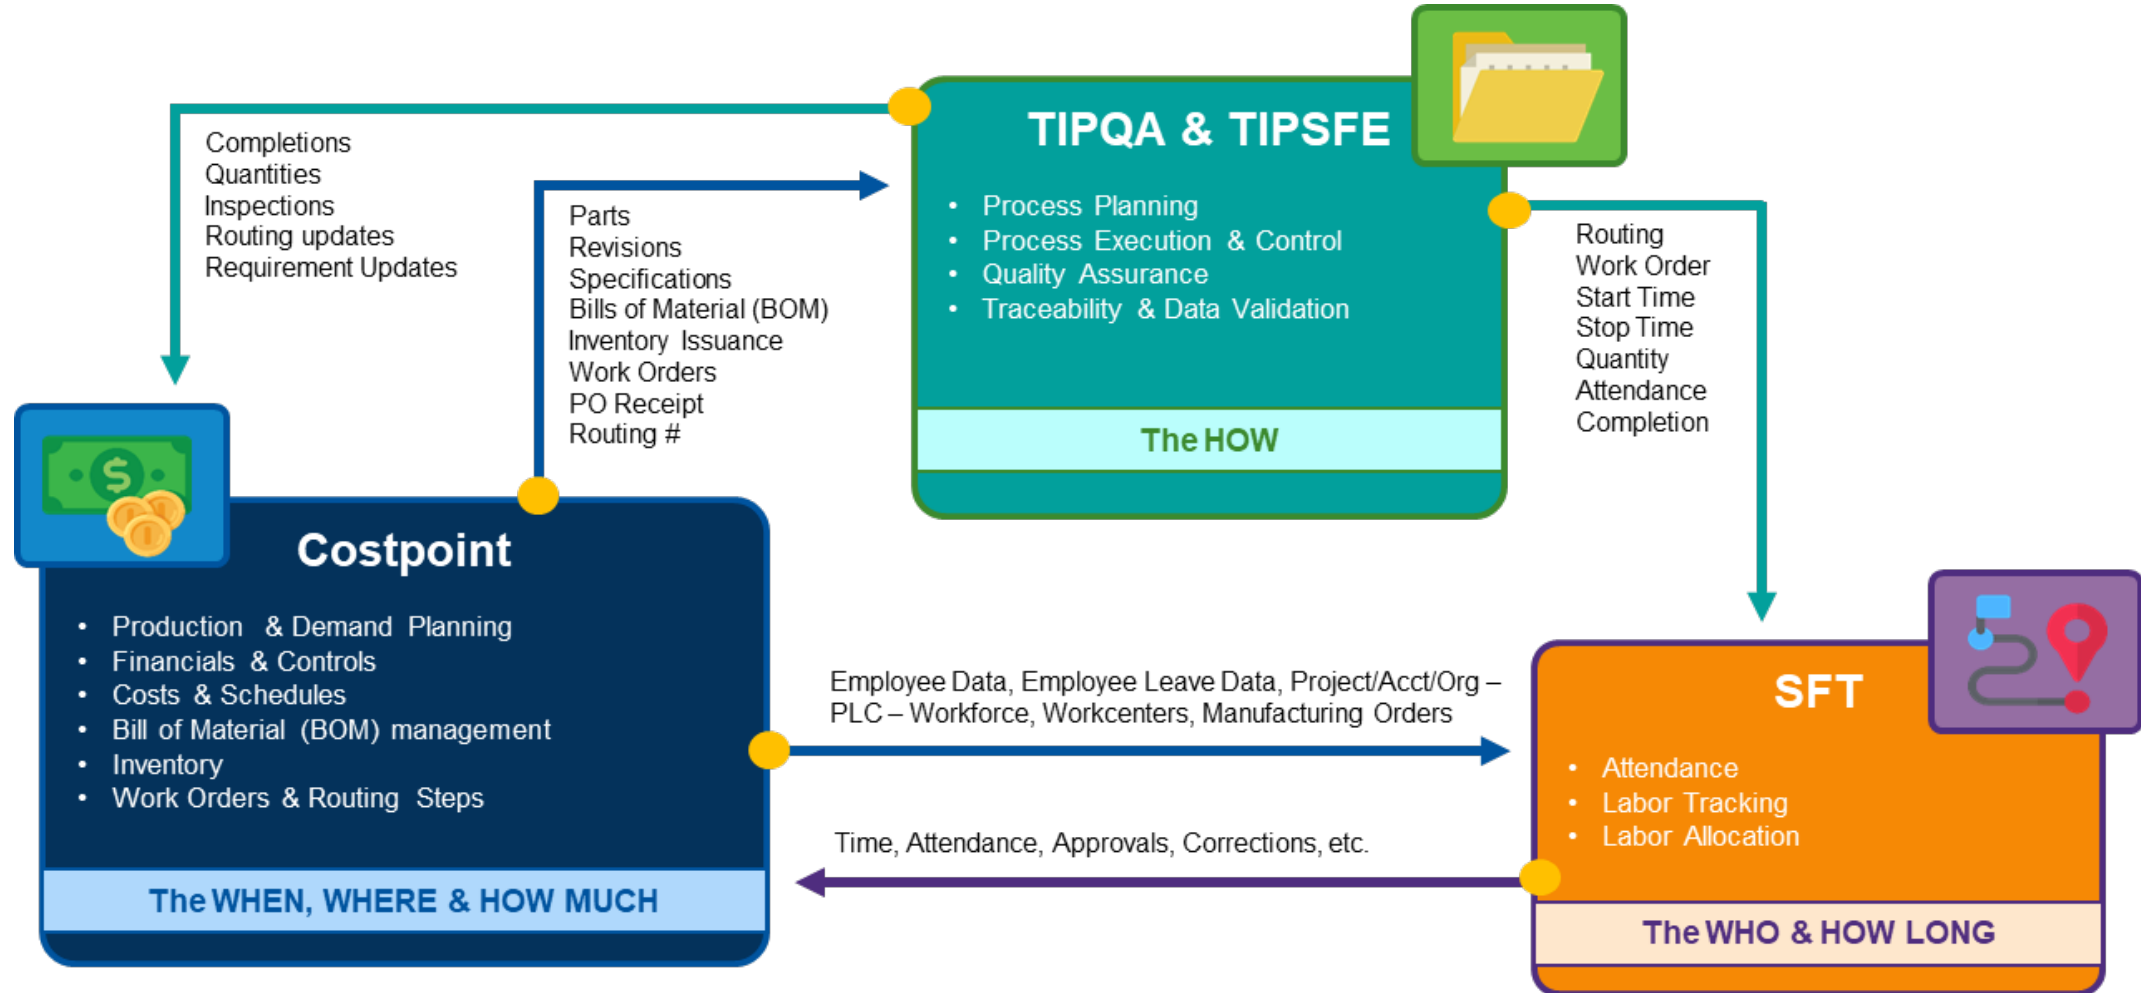 TIPQA & TIPSFE
• Process Planning
• Process Execution & Control
• Quality Assurance
• Traceability & Data Validation
The HOW
Completions
Quantities
Inspections
Routing updates
Requirement Updates
Parts
Revisions
Specifications
Bills of Material (BOM)
Inventory Issuance
Work Orders
PO Receipt
Routing #
Routing
Work Order
Start Time
Stop Time
Quantity
Attendance
Completion
$
Costpoint
• Production & Demand Planning
• Financials & Controls
• Costs & Schedules
• Bill of Material (BOM) management
• Inventory
• Work Orders & Routing Steps
The WHEN, WHERE & HOW MUCH
Employee Data, Employee Leave Data, Project/Acct/Org –
PLC – Workforce, Workcenters, Manufacturing Orders
Time, Attendance, Approvals, Corrections, etc.
SFT
• Attendance
• Labor Tracking
• Labor Allocation
The WHO & HOW LONG